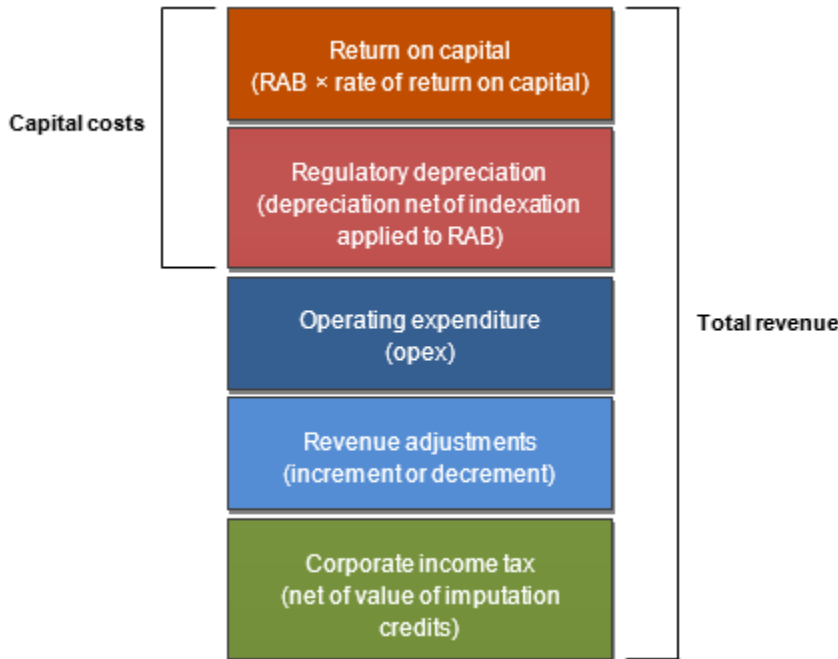 Return on capital
(RAB × rate of return on capital)
Capital costs
Regulatory depreciation
(depreciation net of indexation
applied to RAB)
Operating expenditure
(opex)
Total revenue
Revenue adjustments
(increment or decrement)
Corporate income tax
(net of value of imputation
credits)